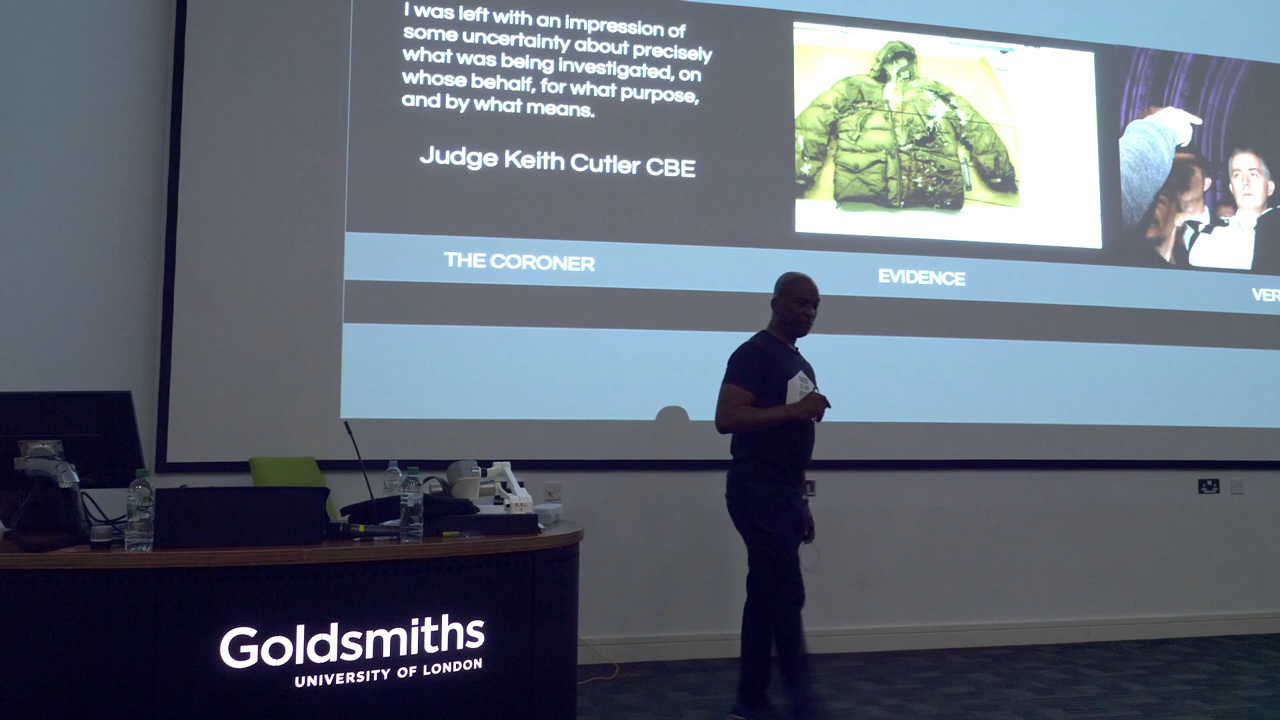 I was left with an impression of
some uncertainty about precisely
what was being investigated, on
whose behalf, for what purpose,
and by what means.
Judge Keith Cutler CBE
THE CORONER
EVIDENCE
VER
Goldsmiths
UNIVERSITY OF LONDON